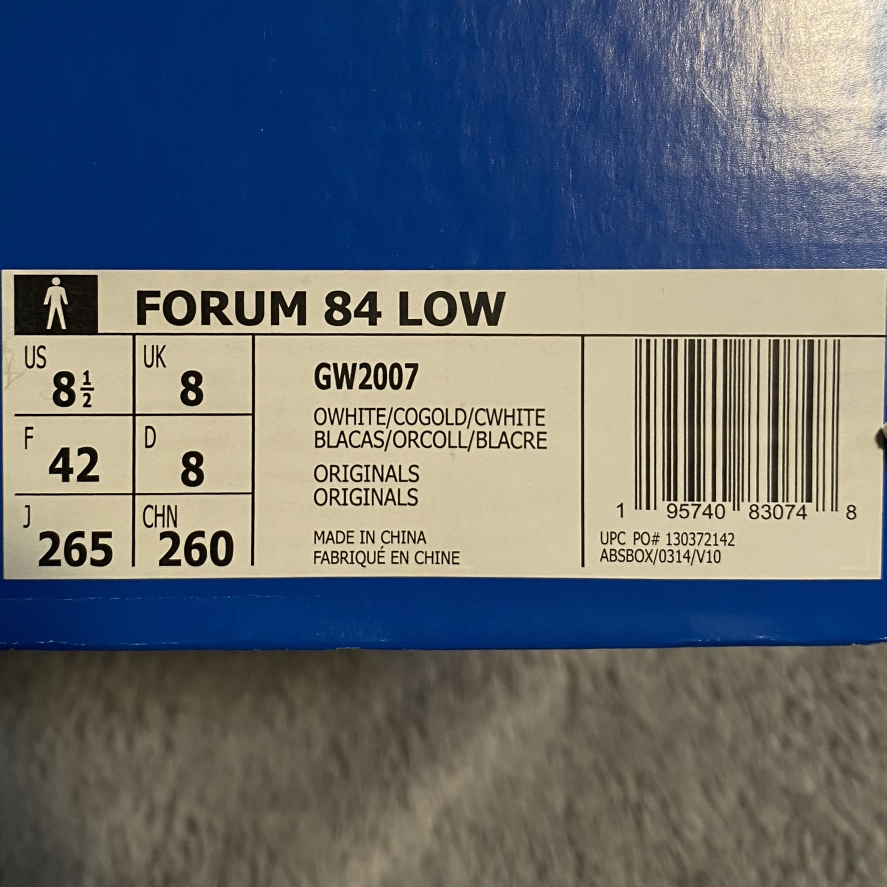 FORUM 84 LOW
US 8½
UK 8
F 42
D 8
J 265
CHN 260
GW2007
OWHITE/COGOLD/CWHITE
BLACAS/ORCOLL/BLACRE
ORIGINALS
ORIGINALS
MADE IN CHINA
FABRIQUÉ EN CHINE
1 95740 83074 8
UPC PO# 130372142
ABSBOX/0314/V10